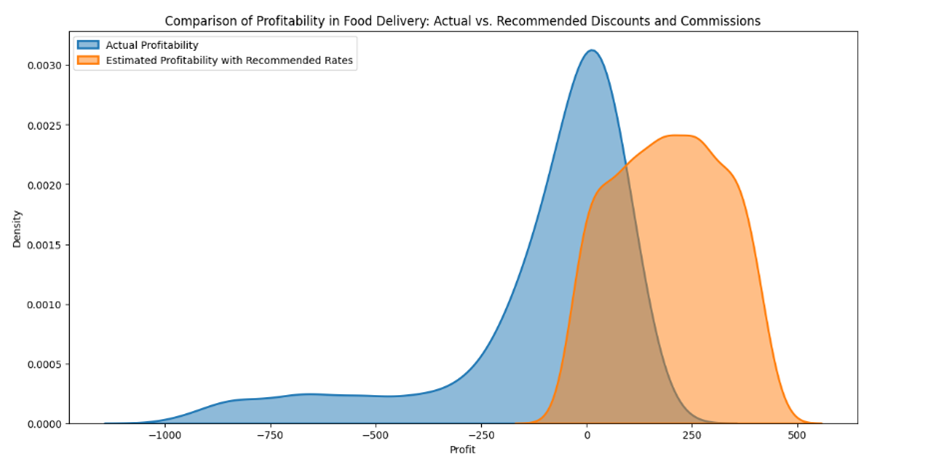 Comparison of Profitability in Food Delivery: Actual vs. Recommended Discounts and Commissions
Actual Profitability
Estimated Profitability with Recommended Rates
0.0030
0.0025
0.0020
0.0015
0.0010
0.0005
0.0000
Density
−1000
−750
−500
−250
0
250
500
Profit